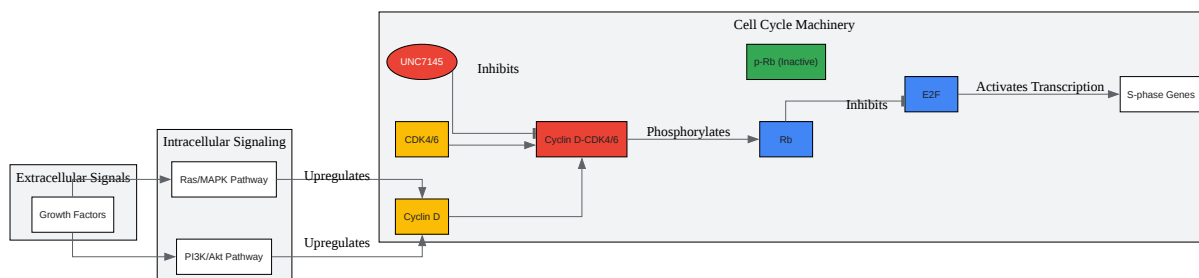 Cell Cycle Machinery
UNC7145
Inhibits
p-Rb (Inactive)
E2F
Activates Transcription
S-phase Genes
Inhibits
CDK4/6
Cyclin D-CDK4/6
Phosphorylates
Rb
Intracellular Signaling
Extracellular Signals
Ras/MAPK Pathway
Upregulates
Growth Factors
Cyclin D
PI3K/Akt Pathway
Upregulates